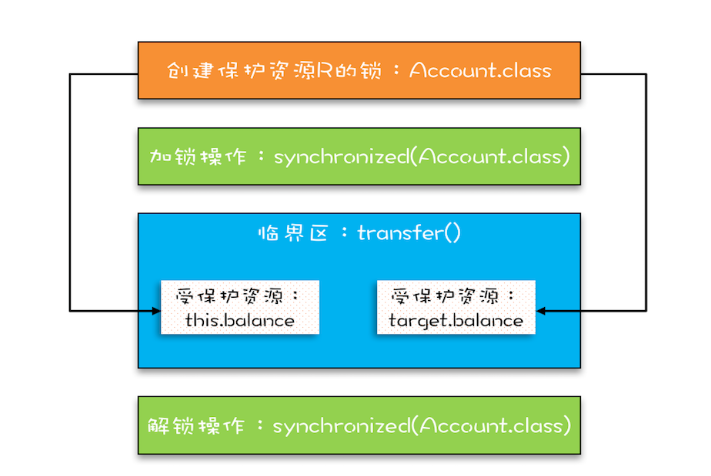 创建保护资源R的锁：Account.class
加锁操作：synchronized(Account.class)
临界区：transfer()
受保护资源：
this.balance
受保护资源：
target.balance
解锁操作：synchronized(Account.class)